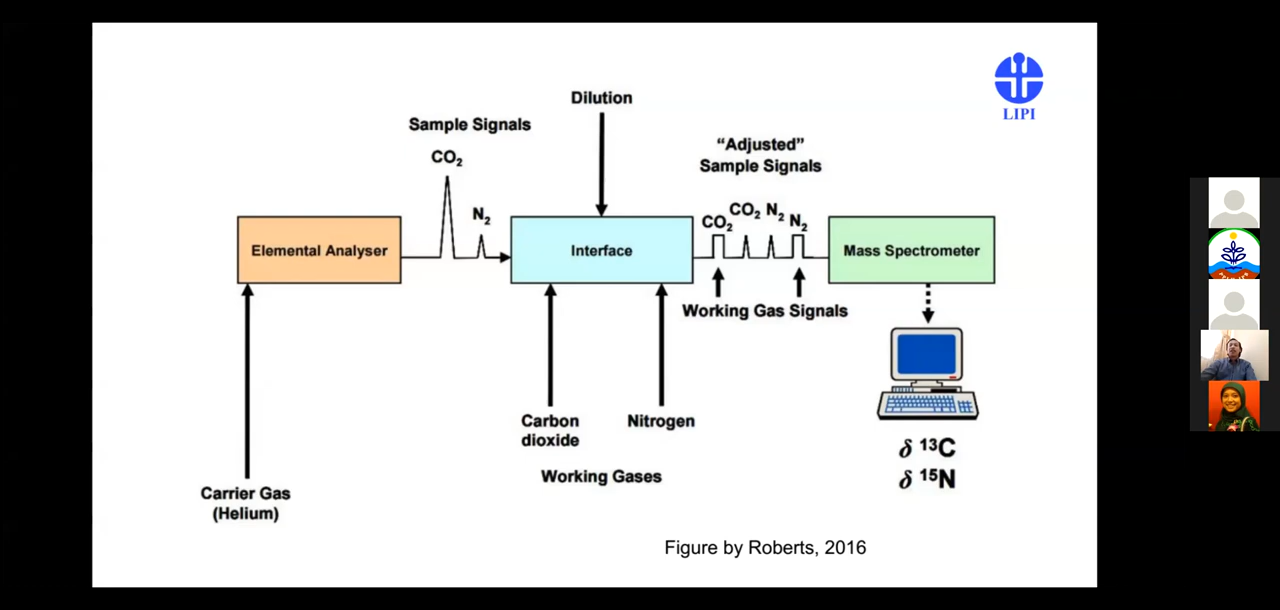 LIPI
Dilution
Sample Signals
CO₂
N₂
“Adjusted”
Sample Signals
CO₂
CO₂
N₂
N₂
Elemental Analyser
Interface
Mass Spectrometer
Working Gas Signals
Carbon
dioxide
Nitrogen
Working Gases
Carrier Gas
(Helium)
δ ¹³C
δ ¹⁵N
Figure by Roberts, 2016